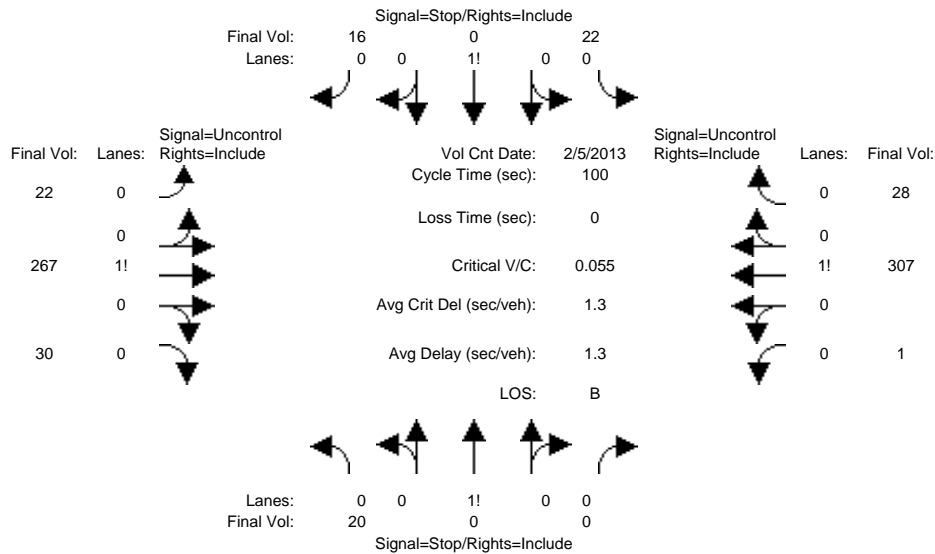 Signal=Stop/Rights=Include
Final Vol: 16 0 22
Lanes: 0 0 1! 0 0
Signal=Uncontrol
Final Vol: Lanes: Rights=Include
Vol Cnt Date: 2/5/2013
Signal=Uncontrol
Rights=Include Lanes: Final Vol:
Cycle Time (sec): 100
22 0
0 28
Loss Time (sec): 0
0
0
267 1!
Critical V/C: 0.055
1! 307
0
Avg Crit Del (sec/veh): 1.3
0
30 0
Avg Delay (sec/veh): 1.3
0 1
LOS: B
Lanes: 0 0 1! 0 0
Final Vol: 20 0 0
Signal=Stop/Rights=Include